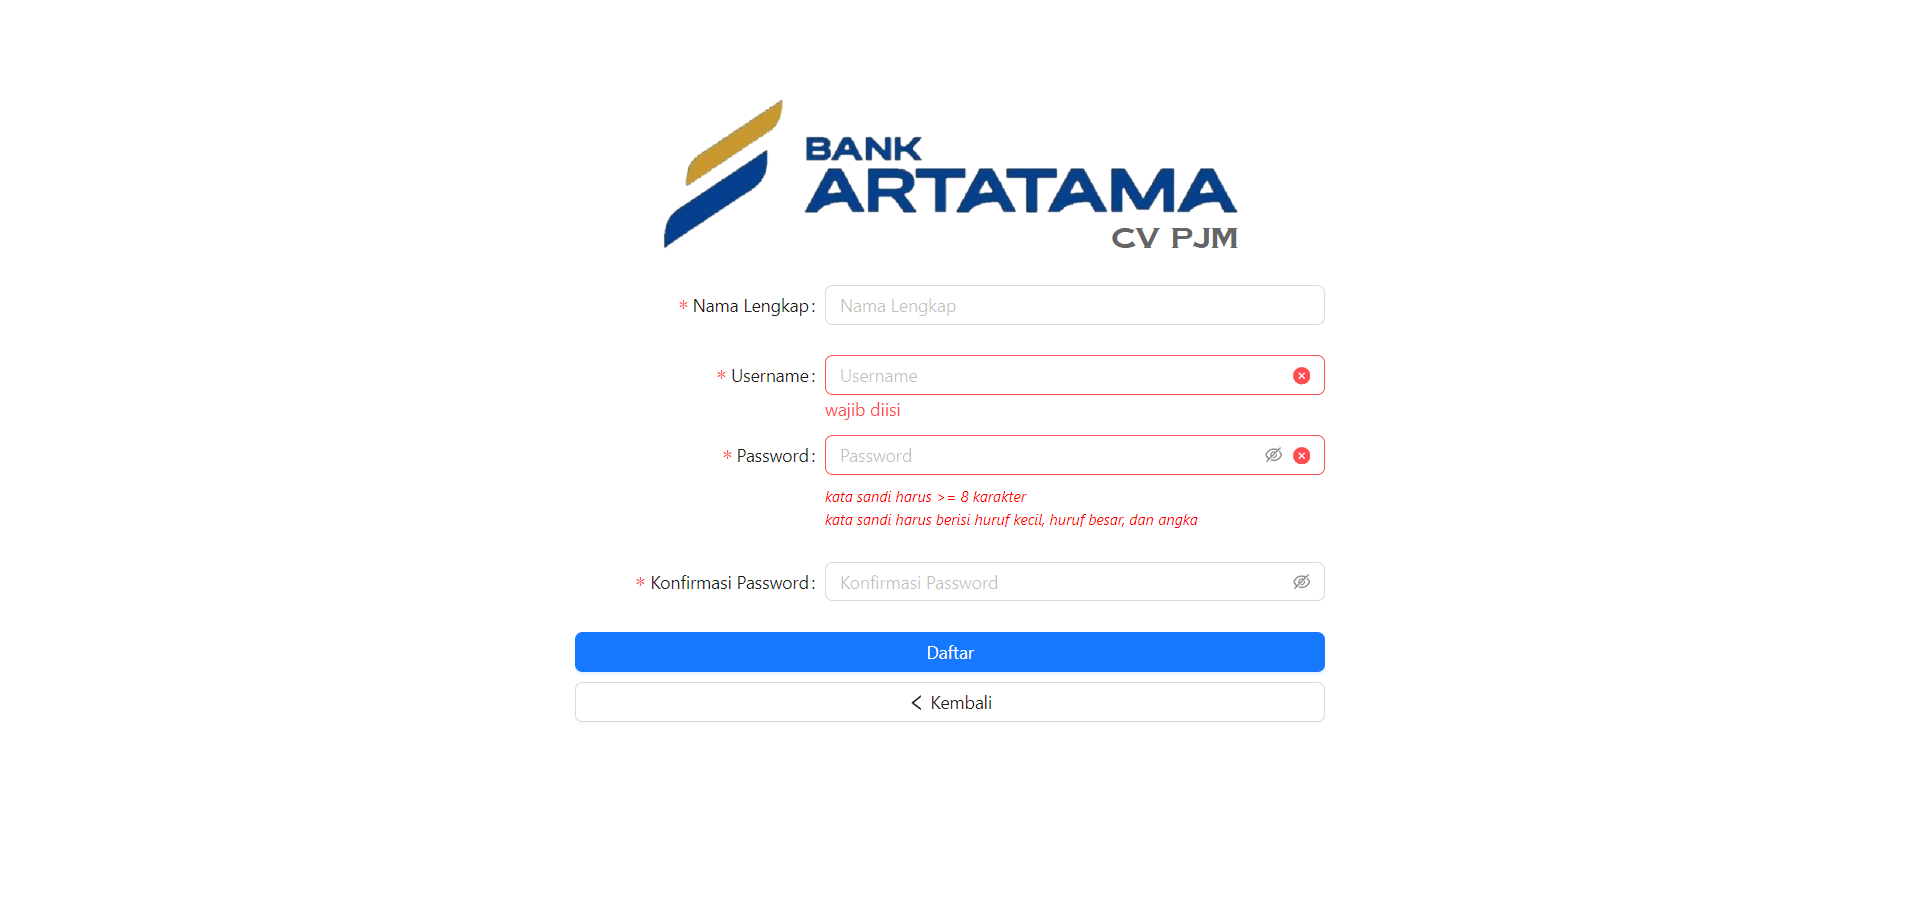 BANK
ARTATAMA
CV PJM
* Nama Lengkap: Nama Lengkap
* Username: Username
wajib diisi
* Password: Password
kata sandi harus >= 8 karakter
kata sandi harus berisi huruf kecil, huruf besar, dan angka
* Konfirmasi Password: Konfirmasi Password
Daftar
< Kembali